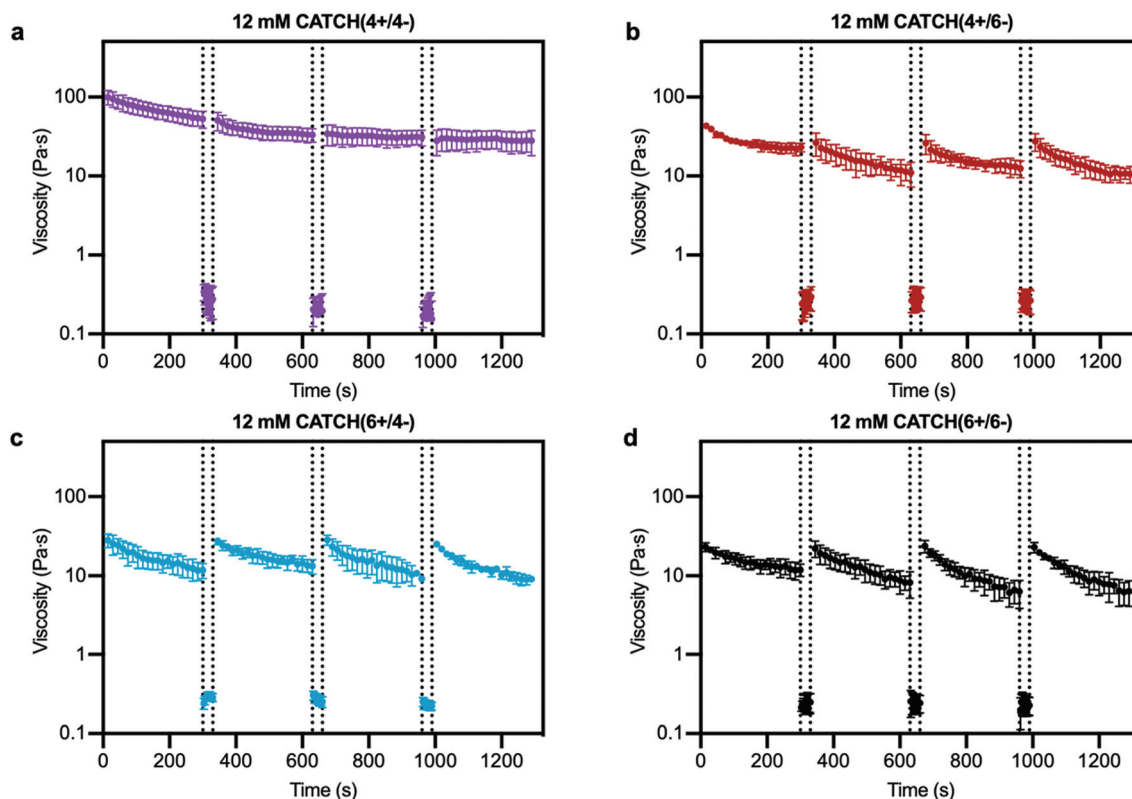 a
12 mM CATCH(4+/4-)
100
10
1
0.1
Viscosity (Pa·s)
0 200 400 600 800 1000 1200
Time (s)
b
12 mM CATCH(4+/6-)
100
10
1
0.1
Viscosity (Pa·s)
0 200 400 600 800 1000 1200
Time (s)
c
12 mM CATCH(6+/4-)
100
10
1
0.1
Viscosity (Pa·s)
0 200 400 600 800 1000 1200
Time (s)
d
12 mM CATCH(6+/6-)
100
10
1
0.1
Viscosity (Pa·s)
0 200 400 600 800 1000 1200
Time (s)